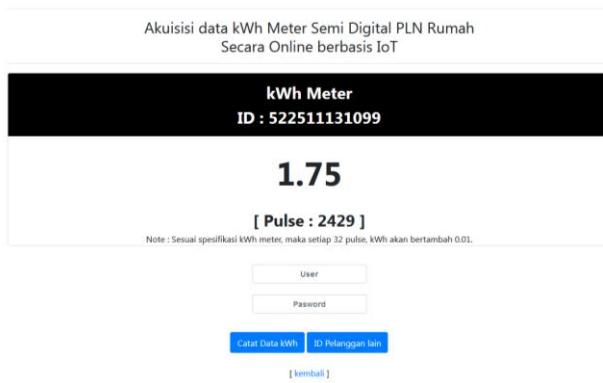 Akuisisi data kWh Meter Semi Digital PLN Rumah
Secara Online berbasis IoT
kWh Meter
ID : 522511131099
1.75
[ Pulse : 2429 ]
Note : Sesuai spesifikasi kWh meter, maka setiap 32 pulse, kWh akan bertambah 0.01.
User
Pasword
Catat Data kWh
ID Pelanggan lain
[ kembali ]